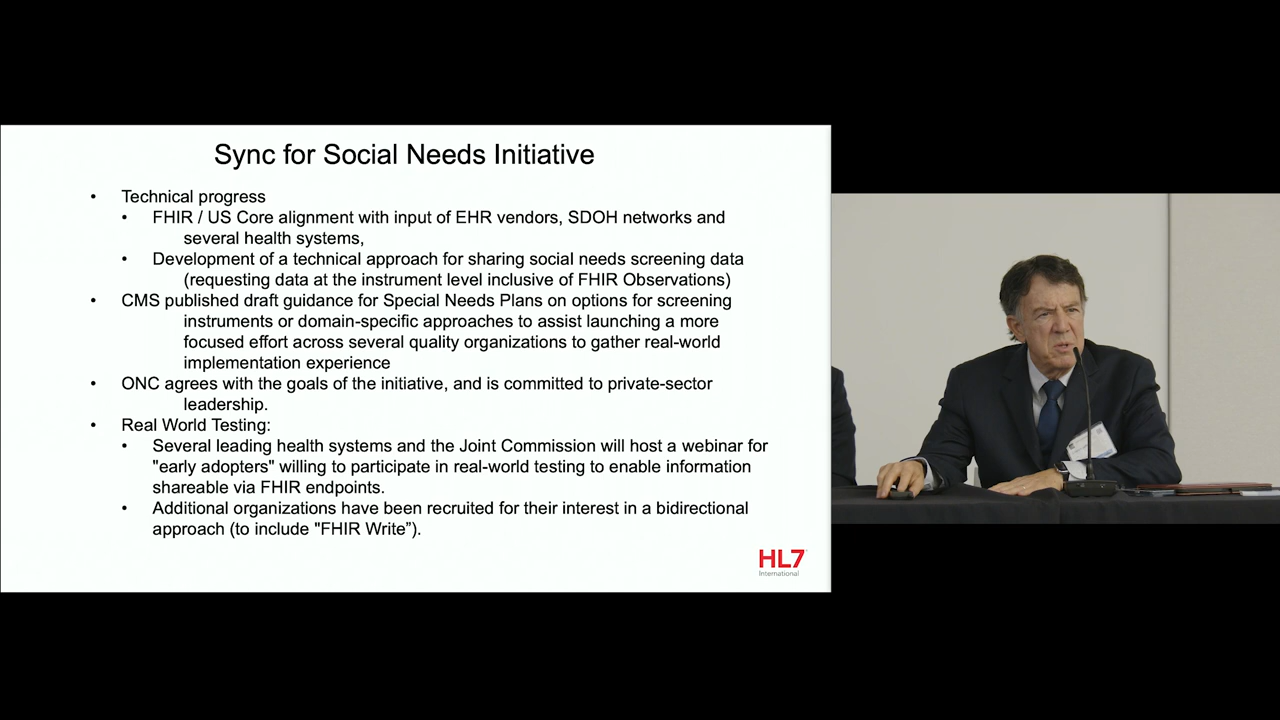 Sync for Social Needs Initiative
• Technical progress
• FHIR / US Core alignment with input of EHR vendors, SDOH networks and
several health systems,
• Development of a technical approach for sharing social needs screening data
(requesting data at the instrument level inclusive of FHIR Observations)
• CMS published draft guidance for Special Needs Plans on options for screening
instruments or domain-specific approaches to assist launching a more
focused effort across several quality organizations to gather real-world
implementation experience
• ONC agrees with the goals of the initiative, and is committed to private-sector
leadership.
• Real World Testing:
• Several leading health systems and the Joint Commission will host a webinar for
"early adopters" willing to participate in real-world testing to enable information
shareable via FHIR endpoints.
• Additional organizations have been recruited for their interest in a bidirectional
approach (to include "FHIR Write”).
HL7
International